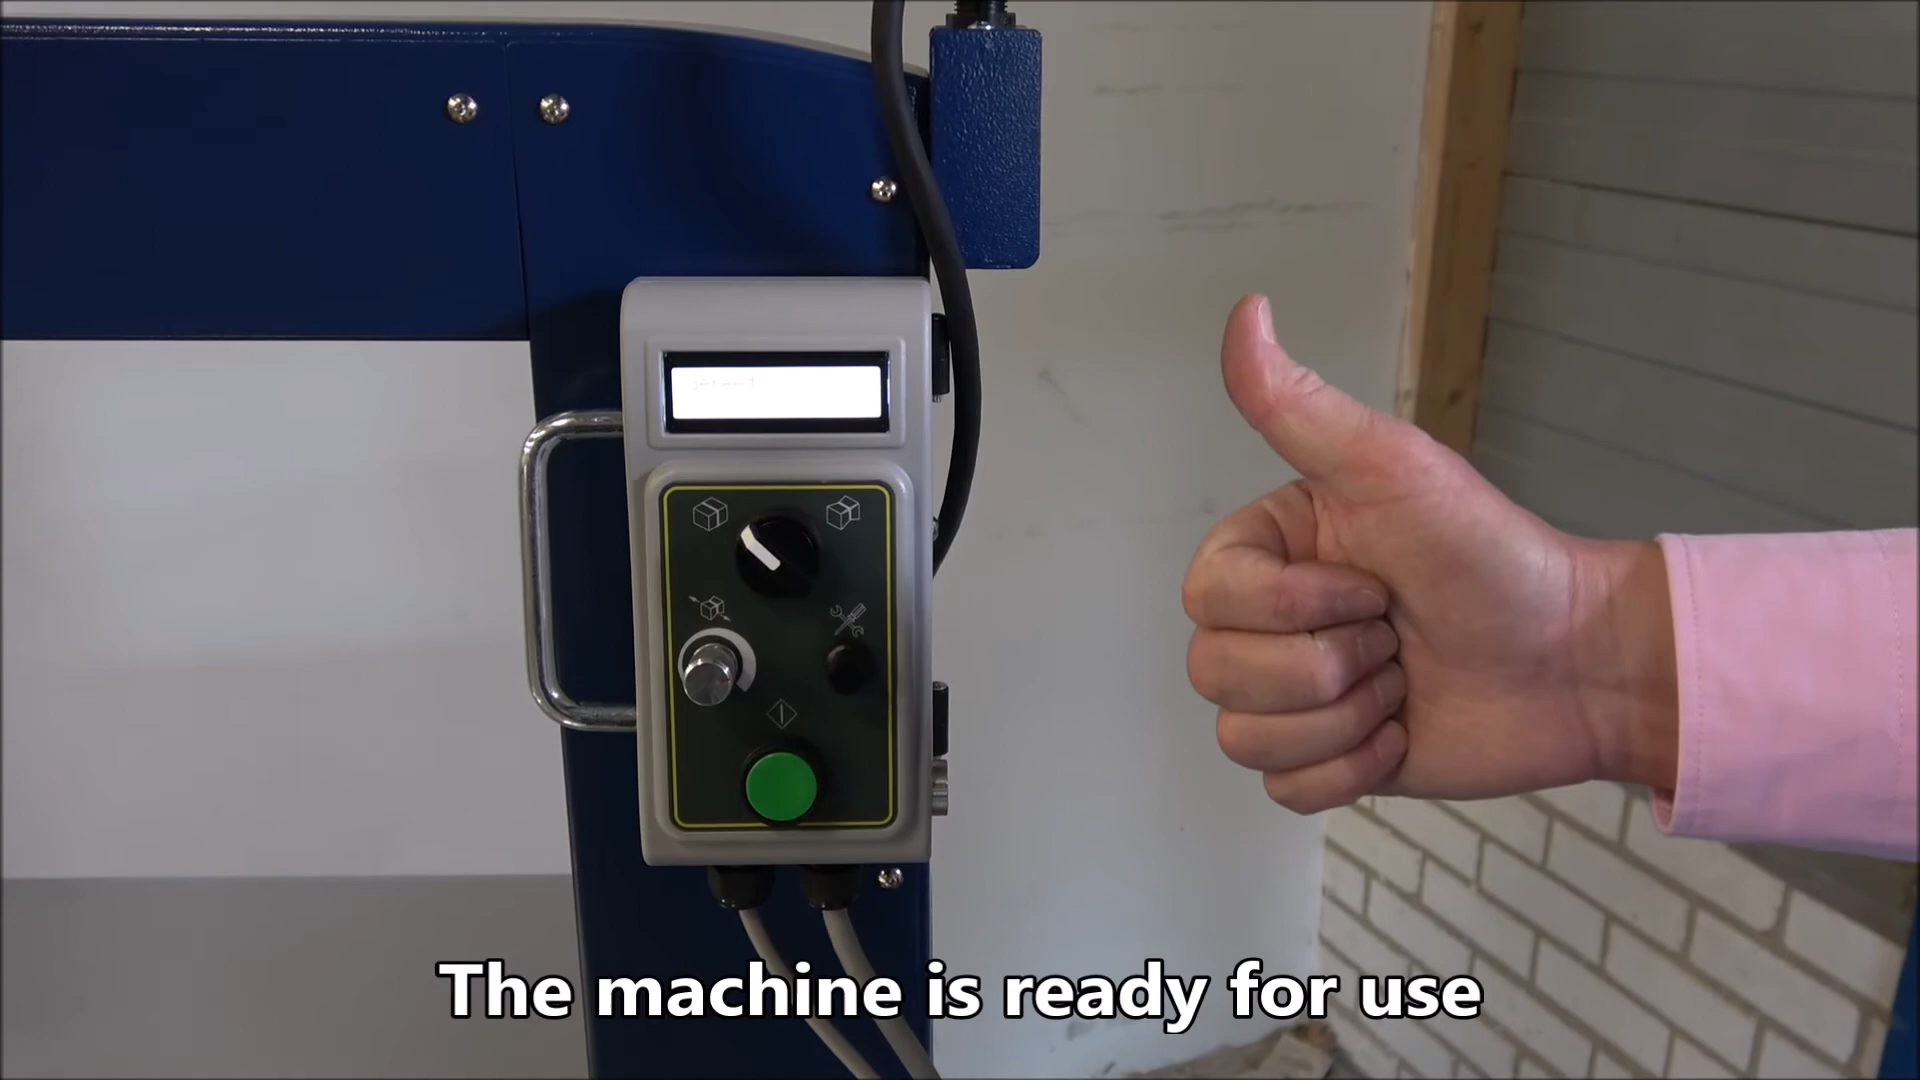 The machine is ready for use